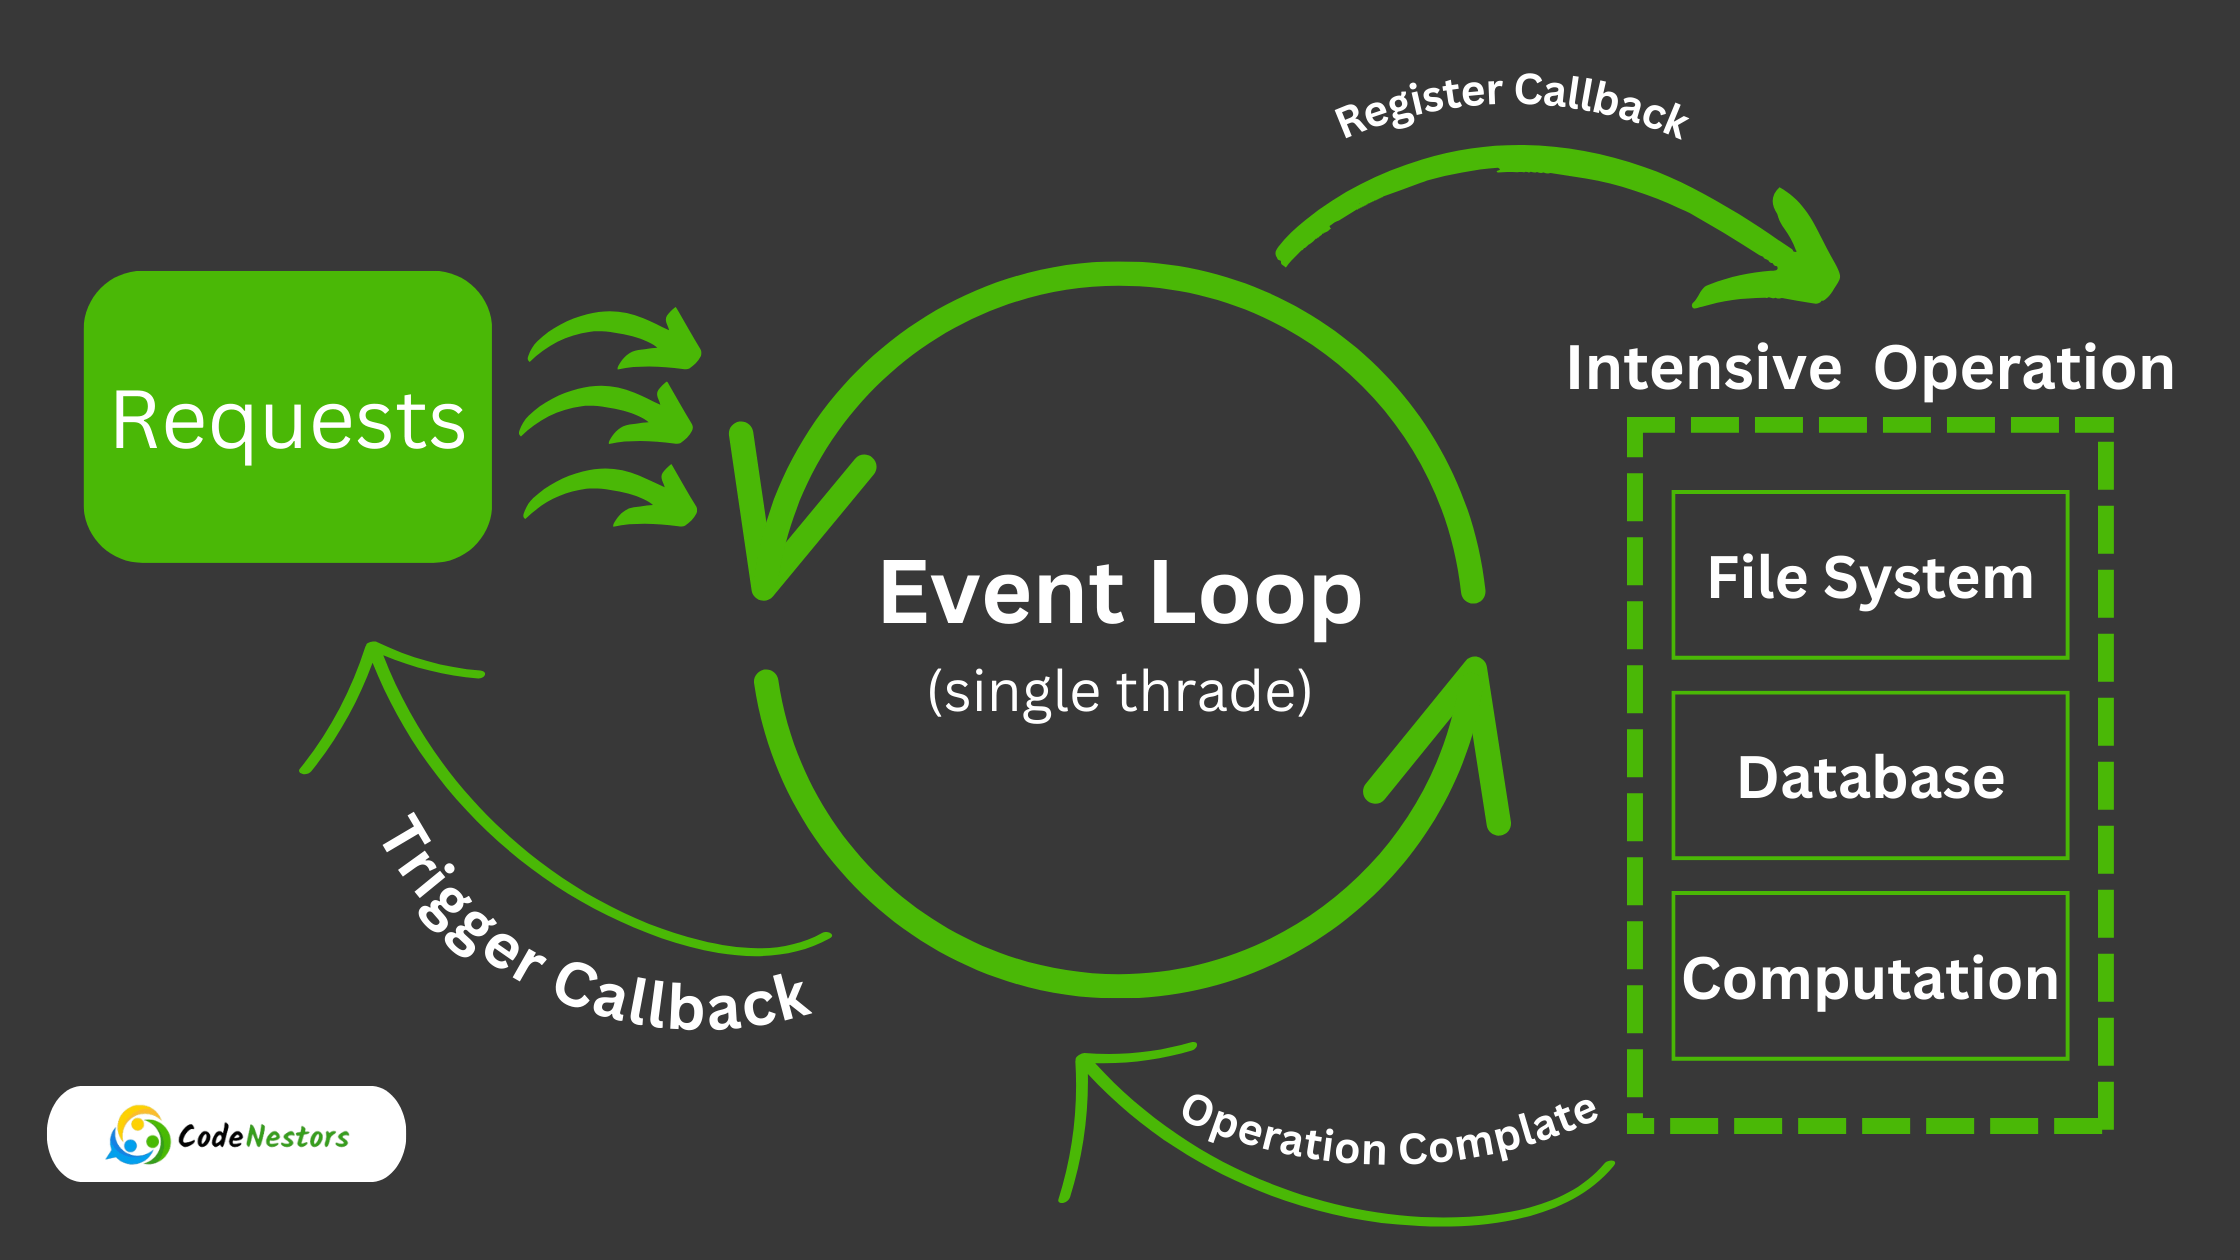 Register Callback
Requests
Intensive Operation
File System
Event Loop
(single thrade)
Database
Computation
Trigger Callback
Operation Complate
CodeNestors